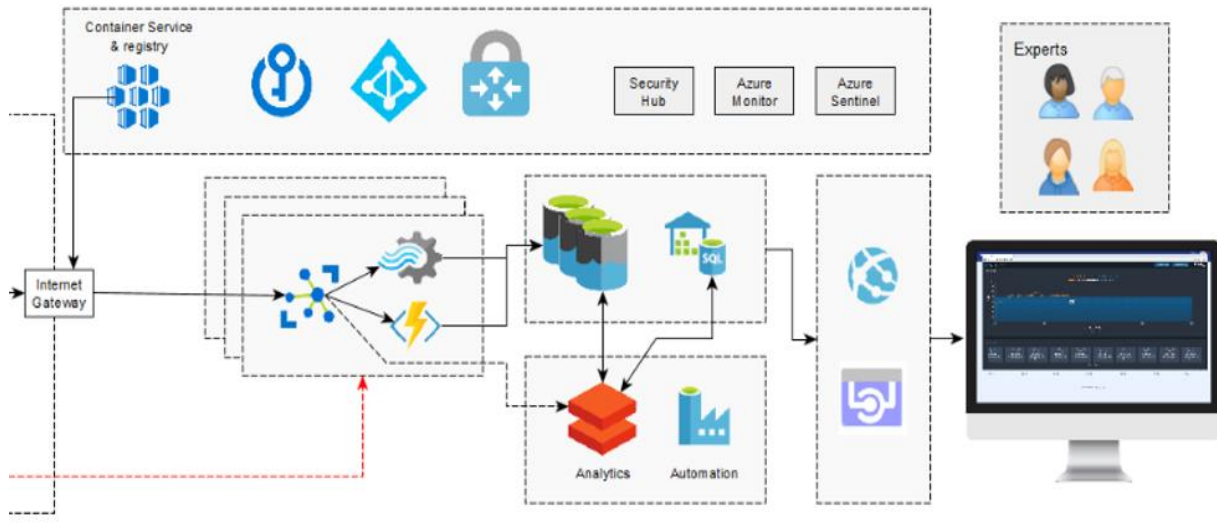 Container Service
& registry
Security
Hub
Azure
Monitor
Azure
Sentinel
Experts
Internet
Gateway
SQL
Analytics
Automation